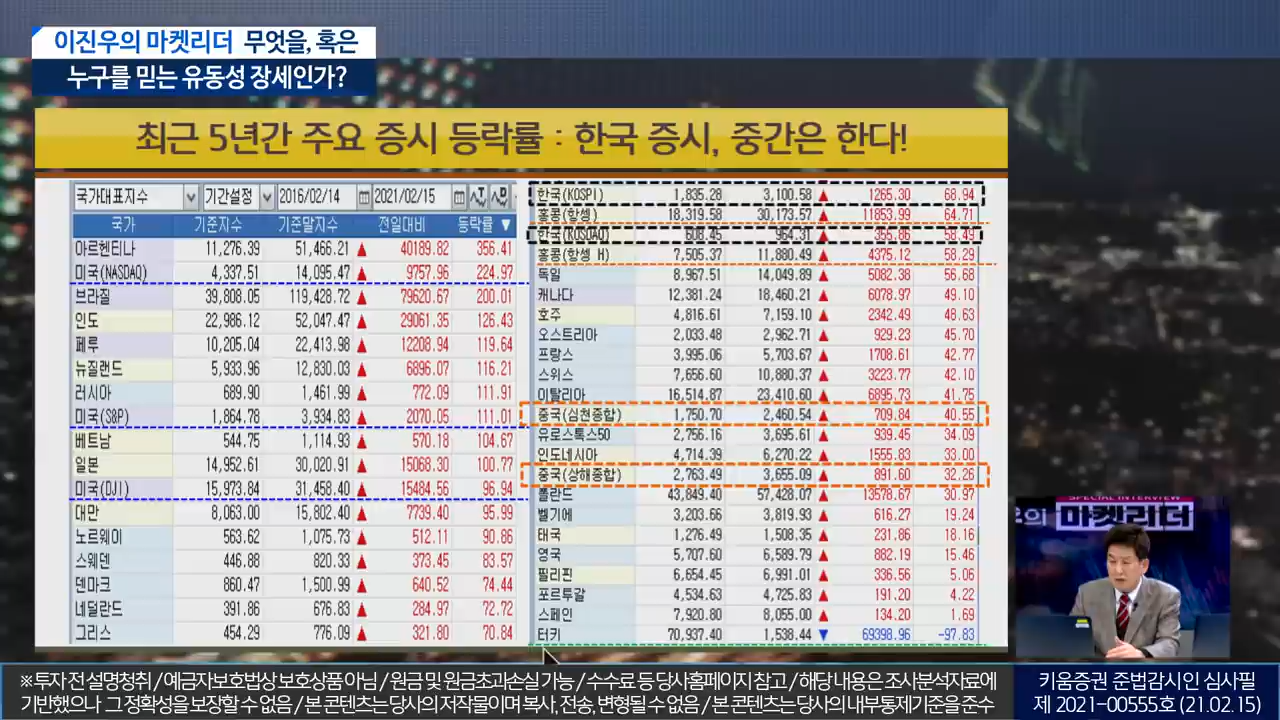 이진우의 마켓리더 무엇을, 혹은
누구를 믿는 유동성 장세인가?
최근 5년간 주요 증시 등락률 : 한국 증시, 중간은 한다!
국가대표지수 기간설정 2016/02/14 2021/02/15
국가 기준지수 기준말지수 전일대비 등락률 ▼
아르헨티나 11,276.39 51,466.21 ▲ 40189.82 356.41
미국(NASDAQ) 4,337.51 14,095.47 ▲ 9757.96 224.97
브라질 39,808.05 119,428.72 ▲ 79620.67 200.01
인도 22,986.12 52,047.47 ▲ 29061.35 126.43
페루 10,205.04 22,413.98 ▲ 12208.94 119.64
뉴질랜드 5,933.96 12,830.03 ▲ 6896.07 116.21
러시아 689.90 1,461.99 ▲ 772.09 111.91
미국(S&P) 1,864.78 3,934.83 ▲ 2070.05 111.01
베트남 544.75 1,114.93 ▲ 570.18 104.67
일본 14,952.61 30,020.91 ▲ 15068.30 100.77
미국(DJI) 15,973.84 31,458.40 ▲ 15484.56 96.94
대만 8,063.00 15,802.40 ▲ 7739.40 95.99
노르웨이 563.62 1,075.73 ▲ 512.11 90.86
스웨덴 446.88 820.33 ▲ 373.45 83.57
덴마크 860.47 1,500.99 ▲ 640.52 74.44
네덜란드 391.86 676.83 ▲ 284.97 72.72
그리스 454.29 776.09 ▲ 321.80 70.84
한국(KOSPI) 1,835.28 3,100.58 ▲ 1265.30 68.94
홍콩(항셍) 18,319.58 30,173.57 ▲ 11853.99 64.71
한국(KOSDAQ) 608.45 964.31 ▲ 355.86 58.49
홍콩(항셍 H) 7,505.37 11,880.49 ▲ 4375.12 58.29
독일 8,967.51 14,049.89 ▲ 5082.38 56.68
캐나다 12,381.24 18,460.21 ▲ 6078.97 49.10
호주 4,816.61 7,159.10 ▲ 2342.49 48.63
오스트리아 2,033.48 2,962.71 ▲ 929.23 45.70
프랑스 3,995.06 5,703.67 ▲ 1708.61 42.77
스위스 7,656.60 10,880.37 ▲ 3223.77 42.10
이탈리아 16,514.87 23,410.60 ▲ 6895.73 41.75
중국(심천종합) 1,750.70 2,460.54 ▲ 709.84 40.55
유로스톡스50 2,756.16 3,695.61 ▲ 939.45 34.09
인도네시아 4,714.39 6,270.22 ▲ 1555.83 33.00
중국(상해종합) 2,763.49 3,655.09 ▲ 891.60 32.26
폴란드 43,849.40 57,428.07 ▲ 13578.67 30.97
벨기에 3,203.66 3,819.93 ▲ 616.27 19.24
태국 1,276.49 1,508.35 ▲ 231.86 18.16
영국 5,707.60 6,589.79 ▲ 882.19 15.46
필리핀 6,654.45 6,991.01 ▲ 336.56 5.06
포르투갈 4,534.63 4,725.83 ▲ 191.20 4.22
스페인 7,920.80 8,055.00 ▲ 134.20 1.69
터키 70,937.40 1,538.44 ▼ 69398.96 -97.83
SPECIAL INTERVIEW
우의 마켓리더
※ 투자 전 설명청취 / 예금자보호법상 보호상품 아님 / 원금 및 원금초과손실 가능 / 수수료 등 당사홈페이지 참고 / 해당 내용은 조사분석자료에
기반했으나 그 정확성을 보장할 수 없음 / 본 콘텐츠는 당사의 저작물이며 복사, 전송, 변형될 수 없음 / 본 콘텐츠는 당사의 내부통제기준을 준수
키움증권 준법감시인 심사필
제 2021-00555호 (21.02.15)